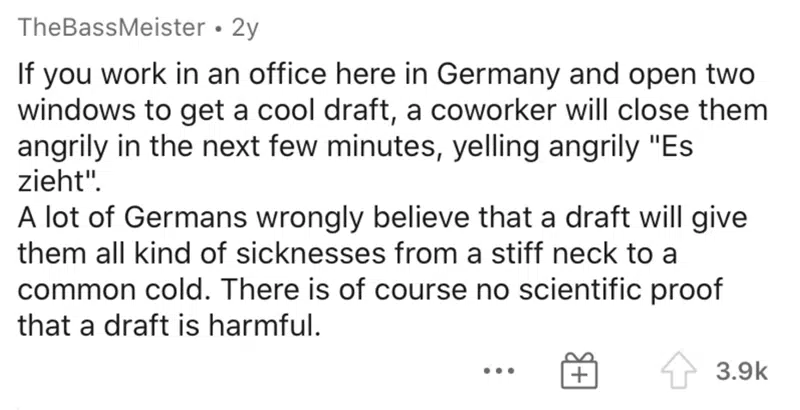 TheBassMeister • 2y
If you work in an office here in Germany and open two
windows to get a cool draft, a coworker will close them
angrily in the next few minutes, yelling angrily "Es
zieht".
A lot of Germans wrongly believe that a draft will give
them all kind of sicknesses from a stiff neck to a
common cold. There is of course no scientific proof
that a draft is harmful.
3.9k